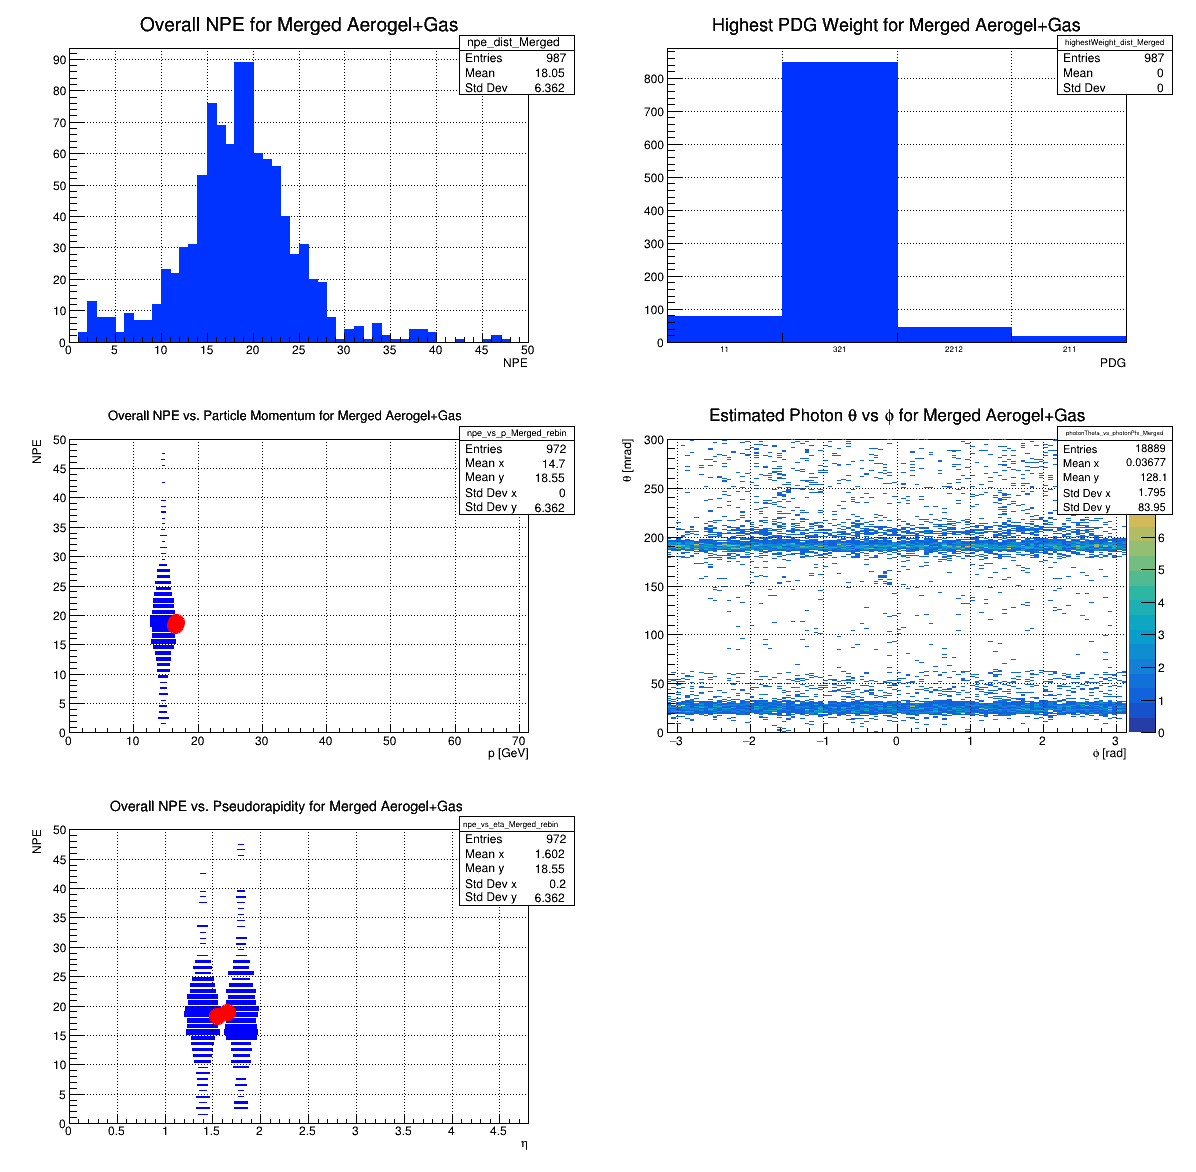 Overall NPE for Merged Aerogel+Gas
npe_dist_Merged
Entries 987
Mean 18.05
Std Dev 6.362
90
80
70
60
50
40
30
20
10
0
0 5 10 15 20 25 30 35 40 45 50
NPE
Highest PDG Weight for Merged Aerogel+Gas
highestWeight_dist_Merged
Entries 987
Mean 0
Std Dev 0
800
700
600
500
400
300
200
100
0
11 321 2212 211
PDG
Overall NPE vs. Particle Momentum for Merged Aerogel+Gas
npe_vs_p_Merged_rebin
Entries 972
Mean x 14.7
Mean y 18.55
Std Dev x 0
Std Dev y 6.362
NPE
50
45
40
35
30
25
20
15
10
5
0
0 10 20 30 40 50 60 70
p [GeV]
Estimated Photon θ vs ϕ for Merged Aerogel+Gas
photonTheta_vs_photonPhi_Merged
Entries 18889
Mean x 0.03677
Mean y 128.1
Std Dev x 1.795
Std Dev y 83.95
θ [mrad]
300
250
200
150
100
50
0
−3 −2 −1 0 1 2 3
ϕ [rad]
6
5
4
3
2
1
0
Overall NPE vs. Pseudorapidity for Merged Aerogel+Gas
npe_vs_eta_Merged_rebin
Entries 972
Mean x 1.602
Mean y 18.55
Std Dev x 0.2
Std Dev y 6.362
NPE
50
45
40
35
30
25
20
15
10
5
0
0 0.5 1 1.5 2 2.5 3 3.5 4 4.5
η